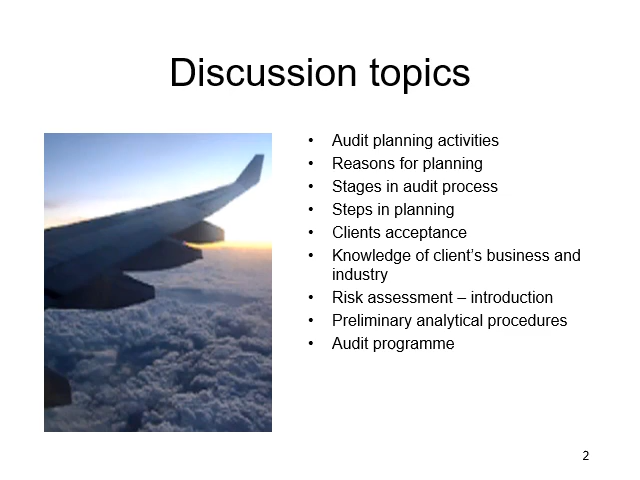 Discussion topics
• Audit planning activities
• Reasons for planning
• Stages in audit process
• Steps in planning
• Clients acceptance
• Knowledge of client’s business and
industry
• Risk assessment – introduction
• Preliminary analytical procedures
• Audit programme
2